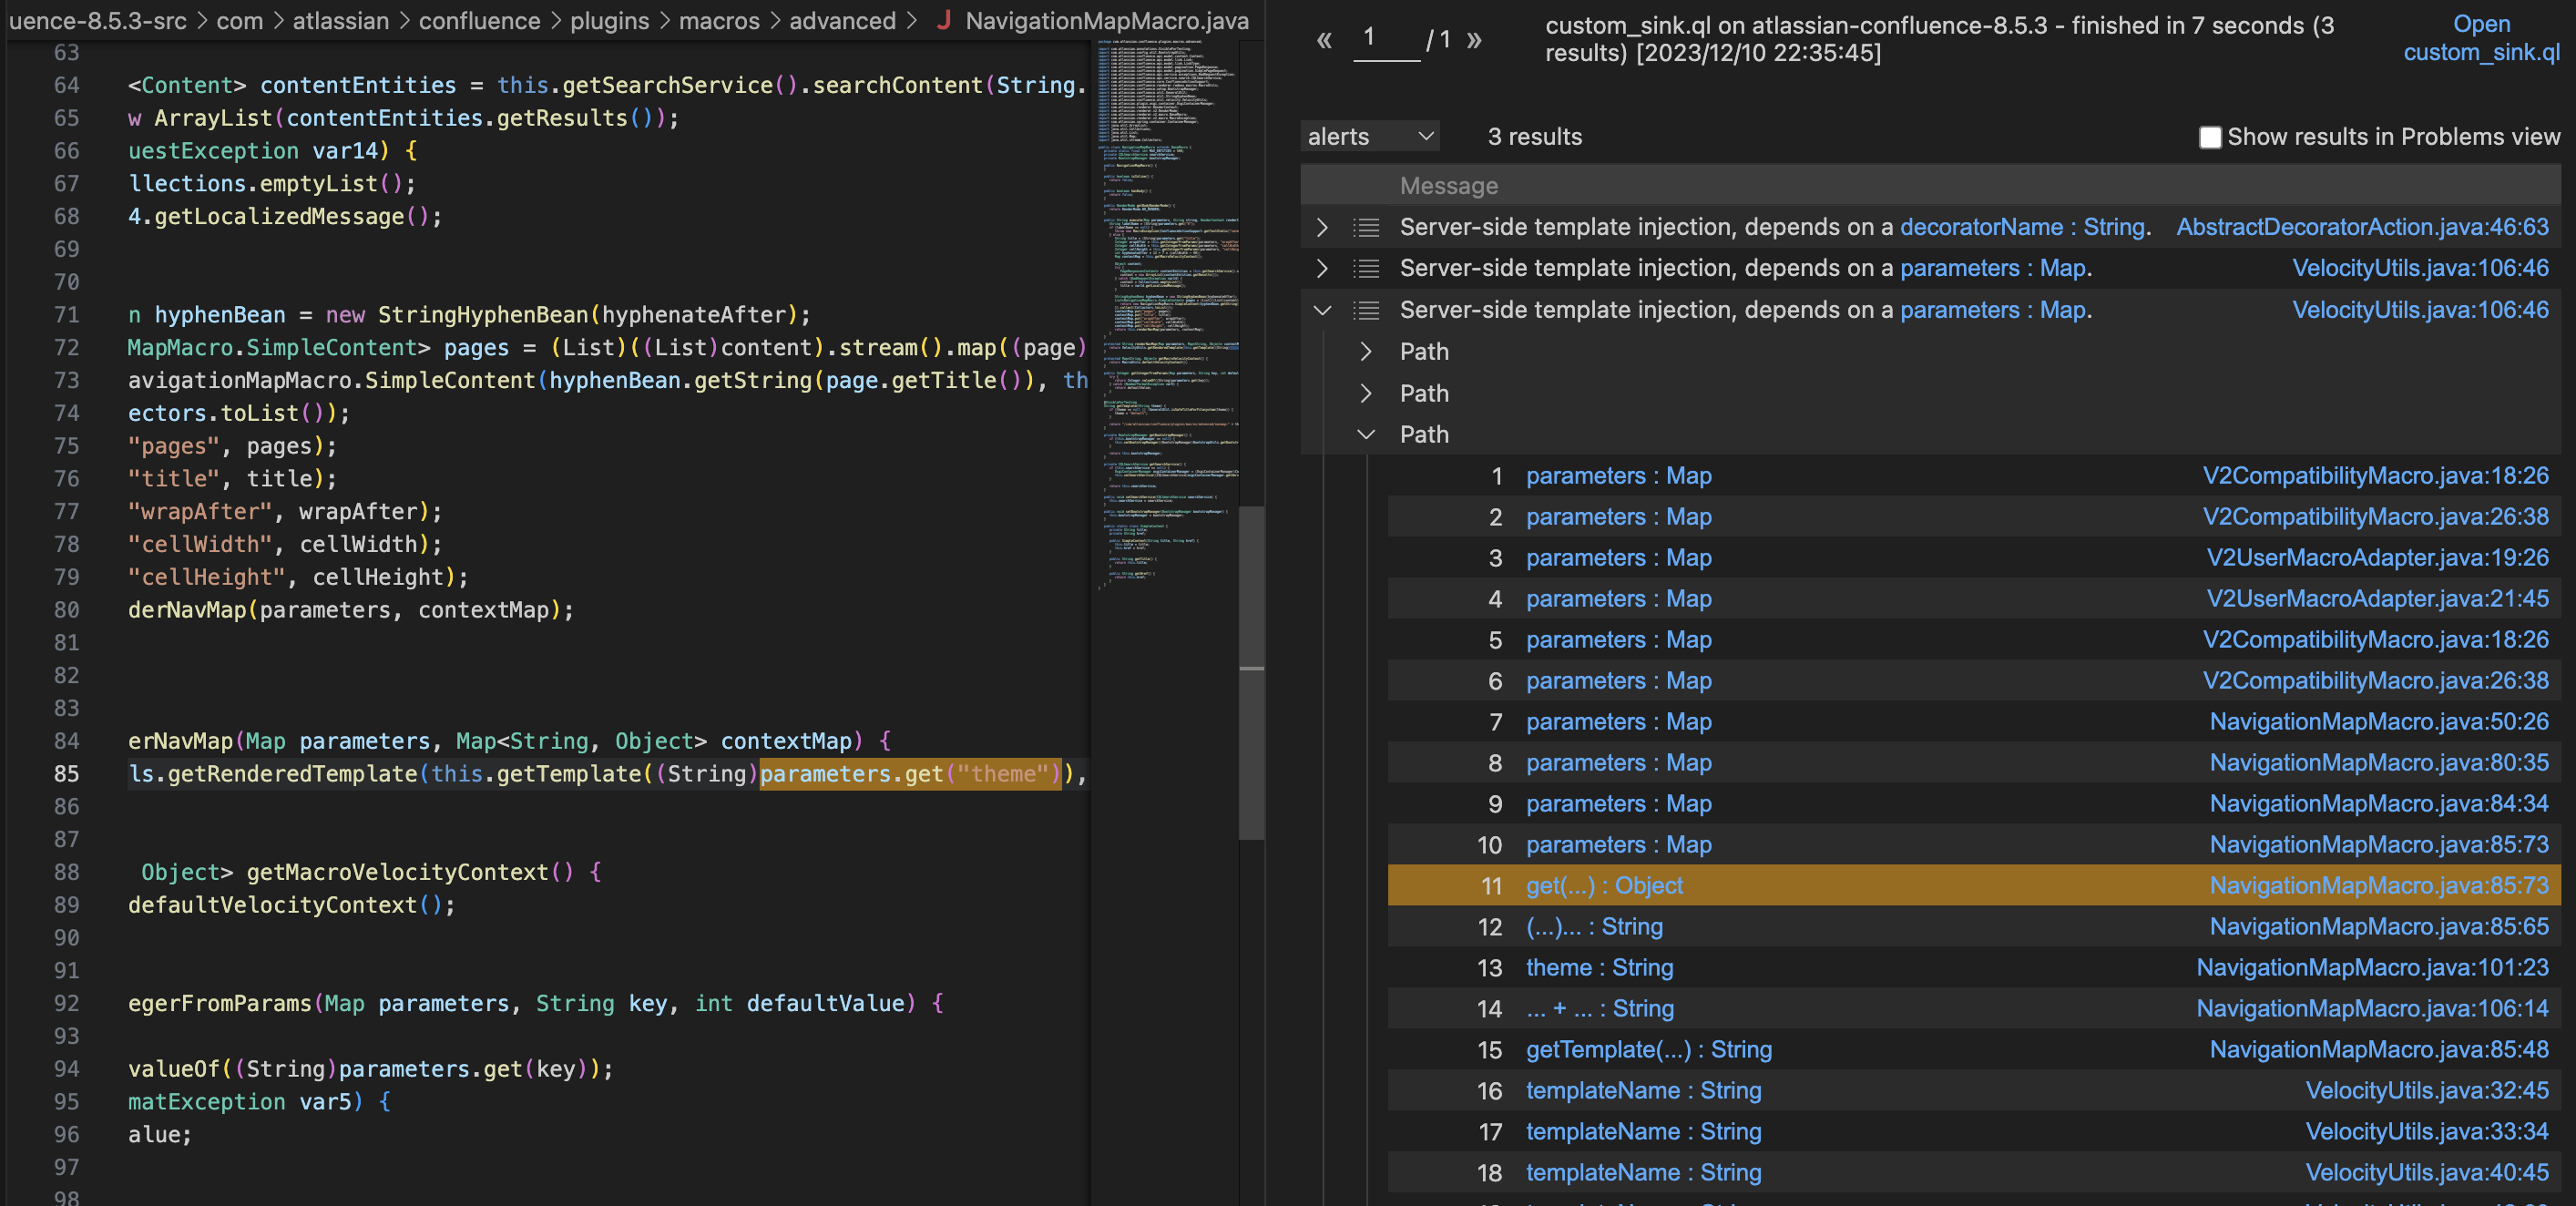 uence-8.5.3-src > com > atlassian > confluence > plugins > macros > advanced > J NavigationMapMacro.java
63
64 <Content> contentEntities = this.getSearchService().searchContent(String.
65 w ArrayList(contentEntities.getResults());
66 uestException var14) {
67 llections.emptyList();
68 4.getLocalizedMessage();
69
70
71 n hyphenBean = new StringHyphenBean(hyphenateAfter);
72 MapMacro.SimpleContent> pages = (List)((List)content).stream().map((page)
73 avigationMapMacro.SimpleContent(hyphenBean.getString(page.getTitle()), th
74 ectors.toList());
75 "pages", pages);
76 "title", title);
77 "wrapAfter", wrapAfter);
78 "cellWidth", cellWidth);
79 "cellHeight", cellHeight);
80 derNavMap(parameters, contextMap);
81
82
83
84 erNavMap(Map parameters, Map<String, Object> contextMap) {
85 ls.getRenderedTemplate(this.getTemplate((String)parameters.get("theme")),
86
87
88 Object> getMacroVelocityContext() {
89 defaultVelocityContext();
90
91
92 egerFromParams(Map parameters, String key, int defaultValue) {
93
94 valueOf((String)parameters.get(key));
95 matException var5) {
96 alue;
97
98
« 1 / 1 »
custom_sink.ql on atlassian-confluence-8.5.3 - finished in 7 seconds (3
results) [2023/12/10 22:35:45]
Open
custom_sink.ql
alerts 3 results Show results in Problems view
Message
Server-side template injection, depends on a decoratorName : String. AbstractDecoratorAction.java:46:63
Server-side template injection, depends on a parameters : Map. VelocityUtils.java:106:46
Server-side template injection, depends on a parameters : Map. VelocityUtils.java:106:46
Path
Path
Path
1 parameters : Map V2CompatibilityMacro.java:18:26
2 parameters : Map V2CompatibilityMacro.java:26:38
3 parameters : Map V2UserMacroAdapter.java:19:26
4 parameters : Map V2UserMacroAdapter.java:21:45
5 parameters : Map V2CompatibilityMacro.java:18:26
6 parameters : Map V2CompatibilityMacro.java:26:38
7 parameters : Map NavigationMapMacro.java:50:26
8 parameters : Map NavigationMapMacro.java:80:35
9 parameters : Map NavigationMapMacro.java:84:34
10 parameters : Map NavigationMapMacro.java:85:73
11 get(...) : Object NavigationMapMacro.java:85:73
12 (...)... : String NavigationMapMacro.java:85:65
13 theme : String NavigationMapMacro.java:101:23
14 ... + ... : String NavigationMapMacro.java:106:14
15 getTemplate(...) : String NavigationMapMacro.java:85:48
16 templateName : String VelocityUtils.java:32:45
17 templateName : String VelocityUtils.java:33:34
18 templateName : String VelocityUtils.java:40:45